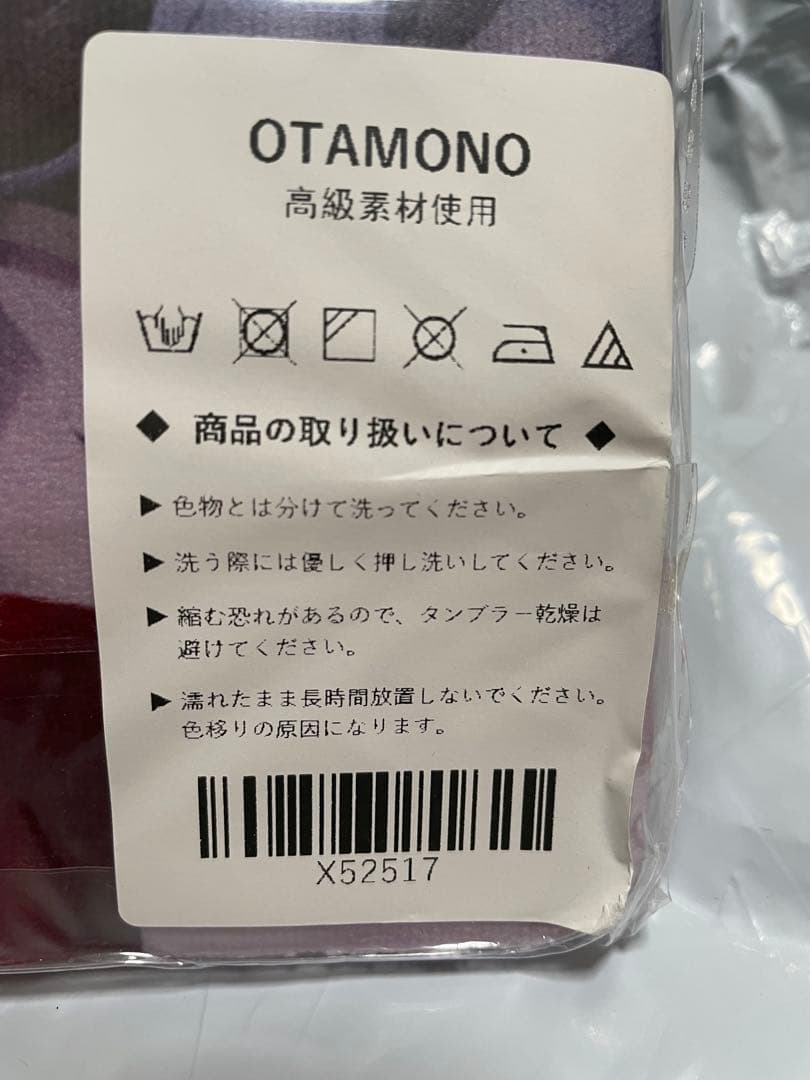 OTAMONO
高級素材使用
◆ 商品の取り扱いについて ◆
▶ 色物とは分けて洗ってください。
▶ 洗う際には優しく押し洗いしてください。
▶ 縮む恐れがあるので、タンブラー乾燥は
避けてください。
▶ 濡れたまま長時間放置しないでください。
色移りの原因になります。
X52517